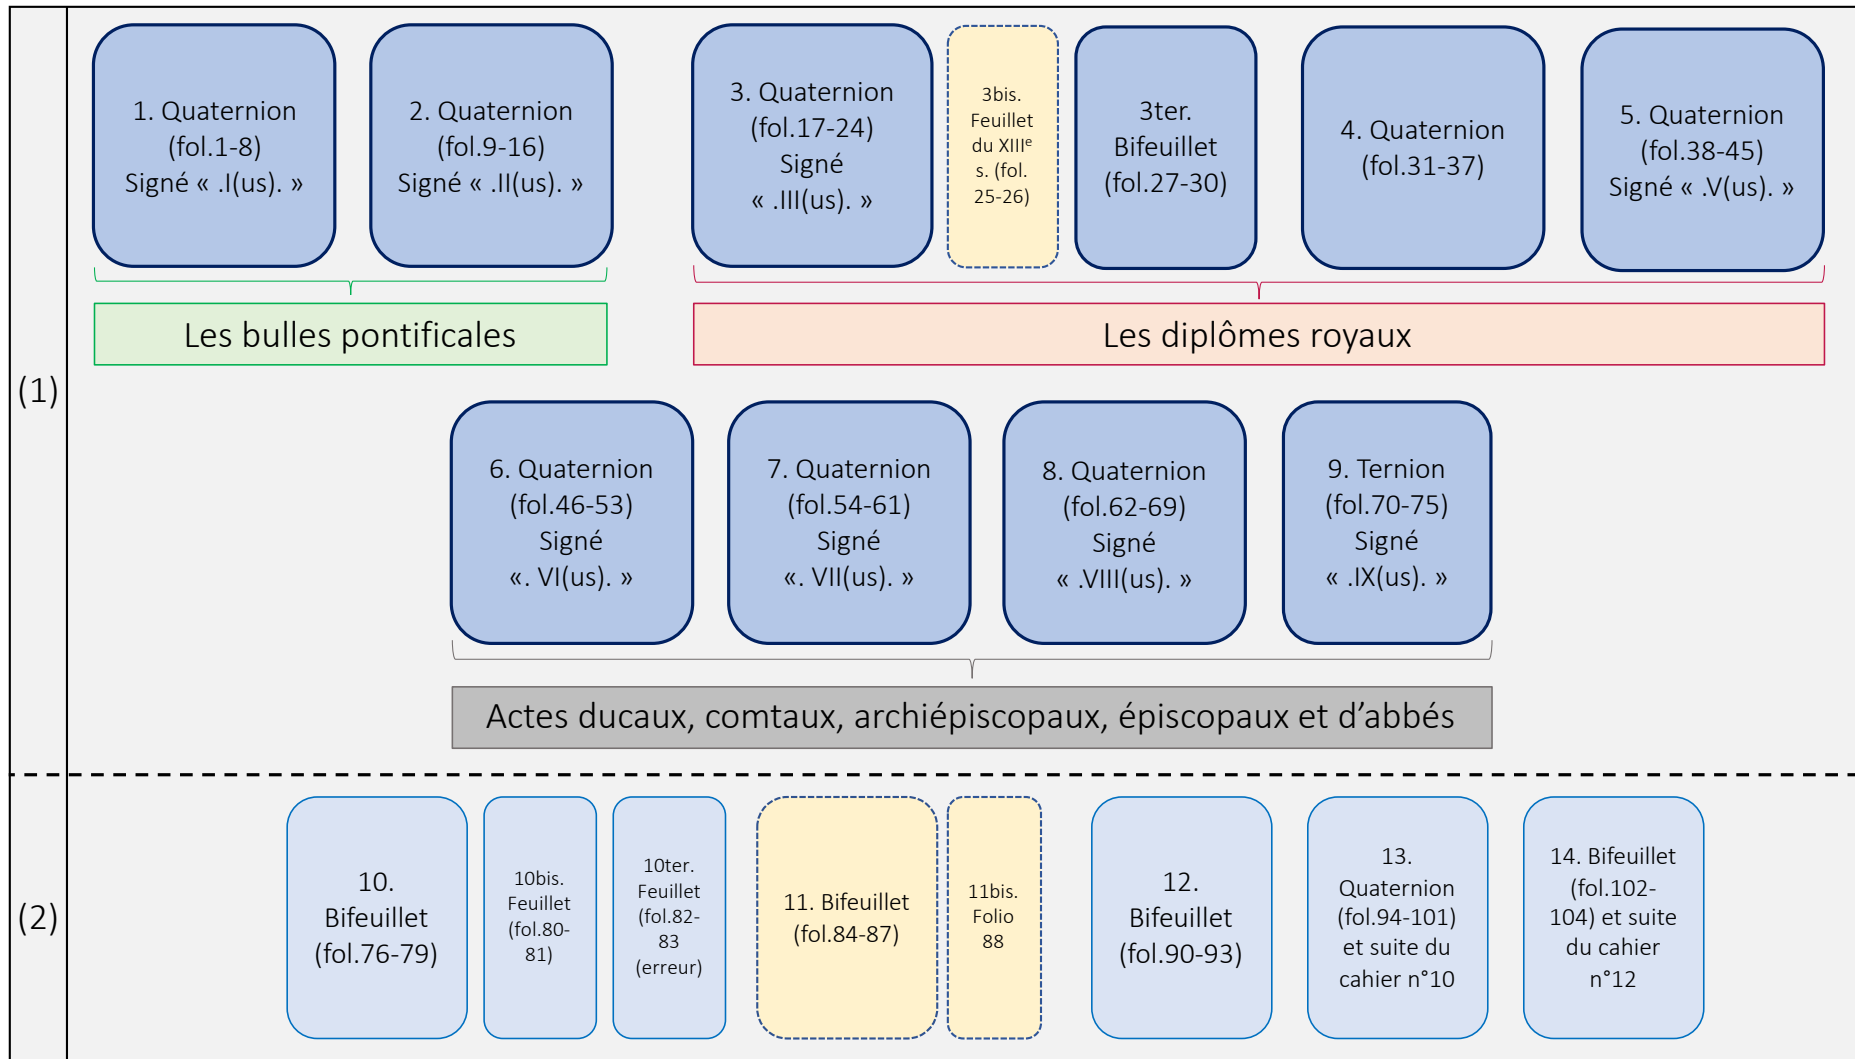 (1)
1. Quaternion
(fol.1-8)
Signé « .I(us). »
2. Quaternion
(fol.9-16)
Signé « .II(us). »
3. Quaternion
(fol.17-24)
Signé
« .III(us). »
3bis.
Feuillet
du XIIIᵉ
s. (fol.
25-26)
3ter.
Bifeuillet
(fol.27-30)
4. Quaternion
(fol.31-37)
5. Quaternion
(fol.38-45)
Signé « .V(us). »
Les bulles pontificales
Les diplômes royaux
6. Quaternion
(fol.46-53)
Signé
«. VI(us). »
7. Quaternion
(fol.54-61)
Signé
«. VII(us). »
8. Quaternion
(fol.62-69)
Signé
« .VIII(us). »
9. Ternion
(fol.70-75)
Signé
« .IX(us). »
Actes ducaux, comtaux, archiépiscopaux, épiscopaux et d’abbés
(2)
10.
Bifeuillet
(fol.76-79)
10bis.
Feuillet
(fol.80-
81)
10ter.
Feuillet
(fol.82-
83
(erreur)
11. Bifeuillet
(fol.84-87)
11bis.
Folio
88
12.
Bifeuillet
(fol.90-93)
13.
Quaternion
(fol.94-101)
et suite du
cahier n°10
14. Bifeuillet
(fol.102-
104) et suite
du cahier
n°12